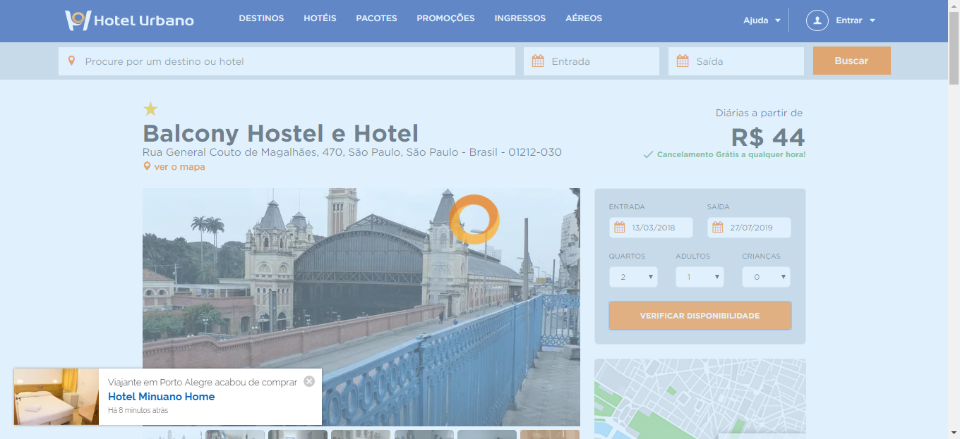 Hotel Urbano
DESTINOS HOTÉIS PACOTES PROMOÇÕES INGRESSOS AÉREOS
Ajuda Entrar
Procure por um destino ou hotel
Entrada
Saída
Buscar
Balcony Hostel e Hotel
Rua General Couto de Magalhães, 470, São Paulo, São Paulo - Brasil - 01212-030
ver o mapa
Diárias a partir de
R$ 44
Cancelamento Grátis a qualquer hora!
ENTRADA SAÍDA
13/03/2018 27/07/2019
QUARTOS ADULTOS CRIANÇAS
2 1 0
VERIFICAR DISPONIBILIDADE
Viajante em Porto Alegre acabou de comprar
Hotel Minuano Home
Há 8 minutos atrás